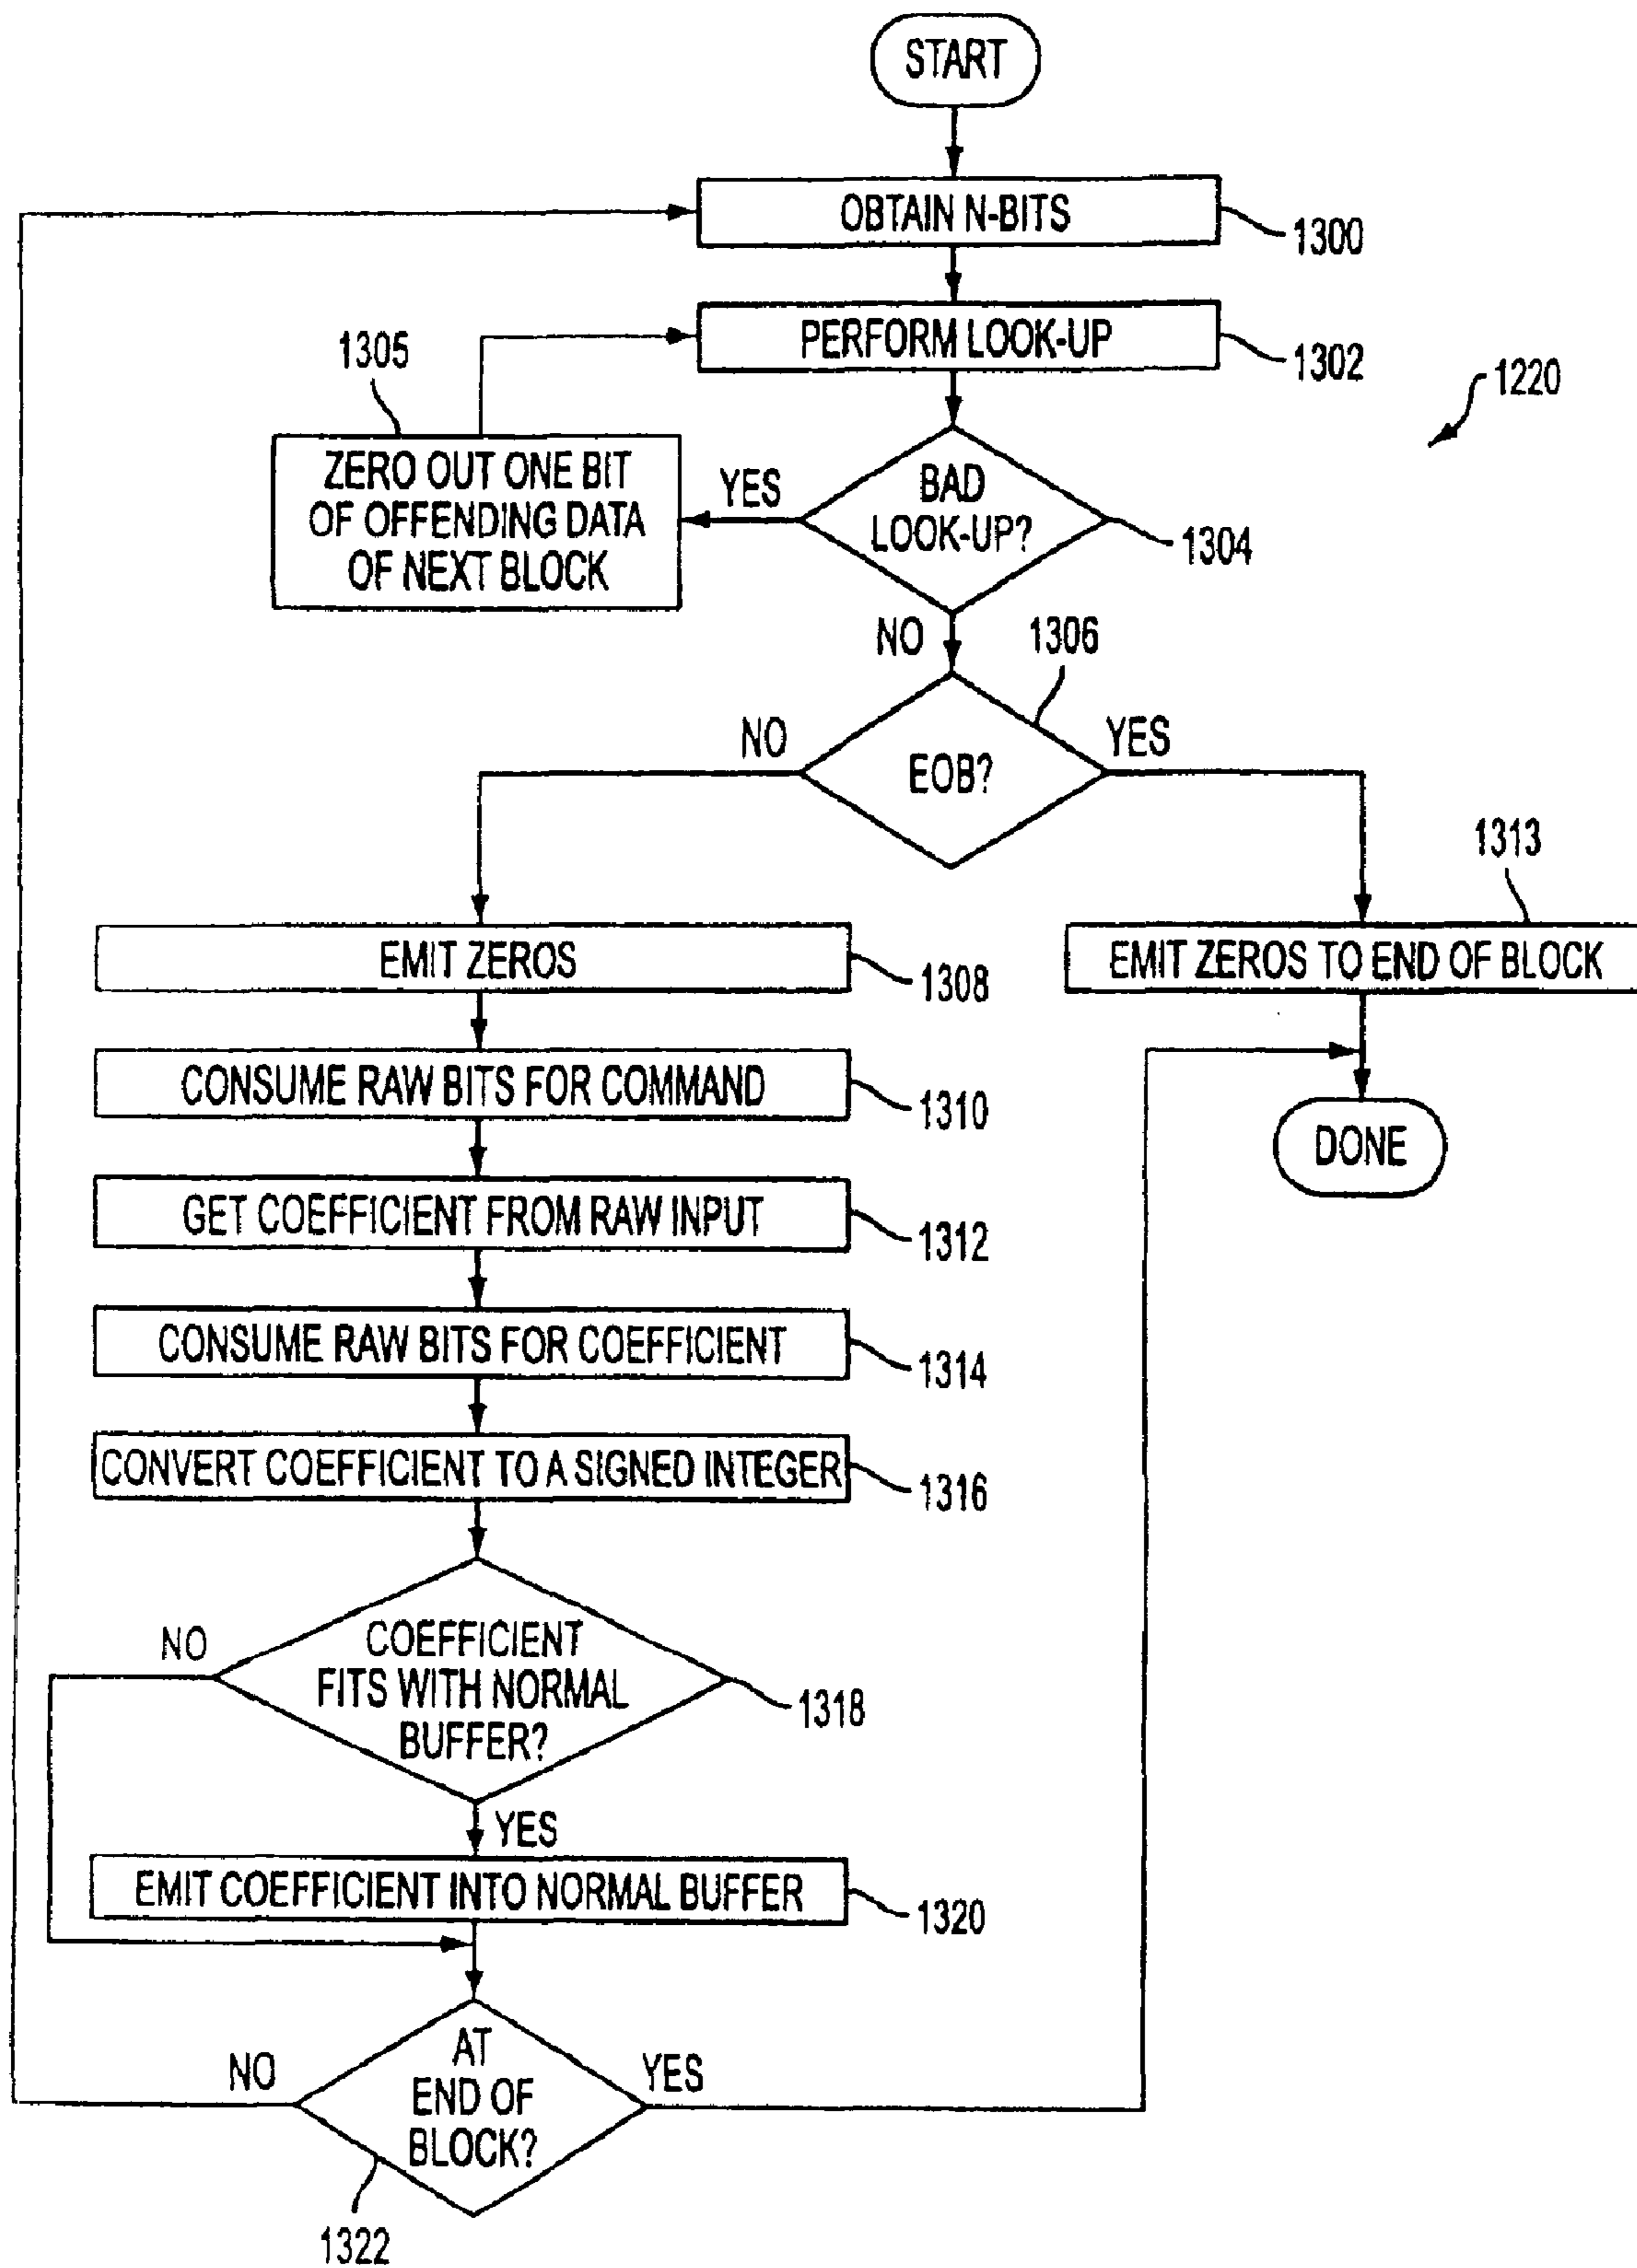 START
OBTAIN N-BITS
1300
PERFORM LOOK-UP
1302
1305
1220
ZERO OUT ONE BIT
OF OFFENDING DATA
OF NEXT BLOCK
YES
BAD
LOOK-UP?
1304
NO
1306
NO
EOB?
YES
1313
EMIT ZEROS
1308
EMIT ZEROS TO END OF BLOCK
CONSUME RAW BITS FOR COMMAND
1310
DONE
GET COEFFICIENT FROM RAW INPUT
1312
CONSUME RAW BITS FOR COEFFICIENT
1314
CONVERT COEFFICIENT TO A SIGNED INTEGER
1316
NO
COEFFICIENT
FITS WITH NORMAL
BUFFER?
1318
YES
EMIT COEFFICIENT INTO NORMAL BUFFER
1320
NO
AT
END OF
BLOCK?
YES
1322